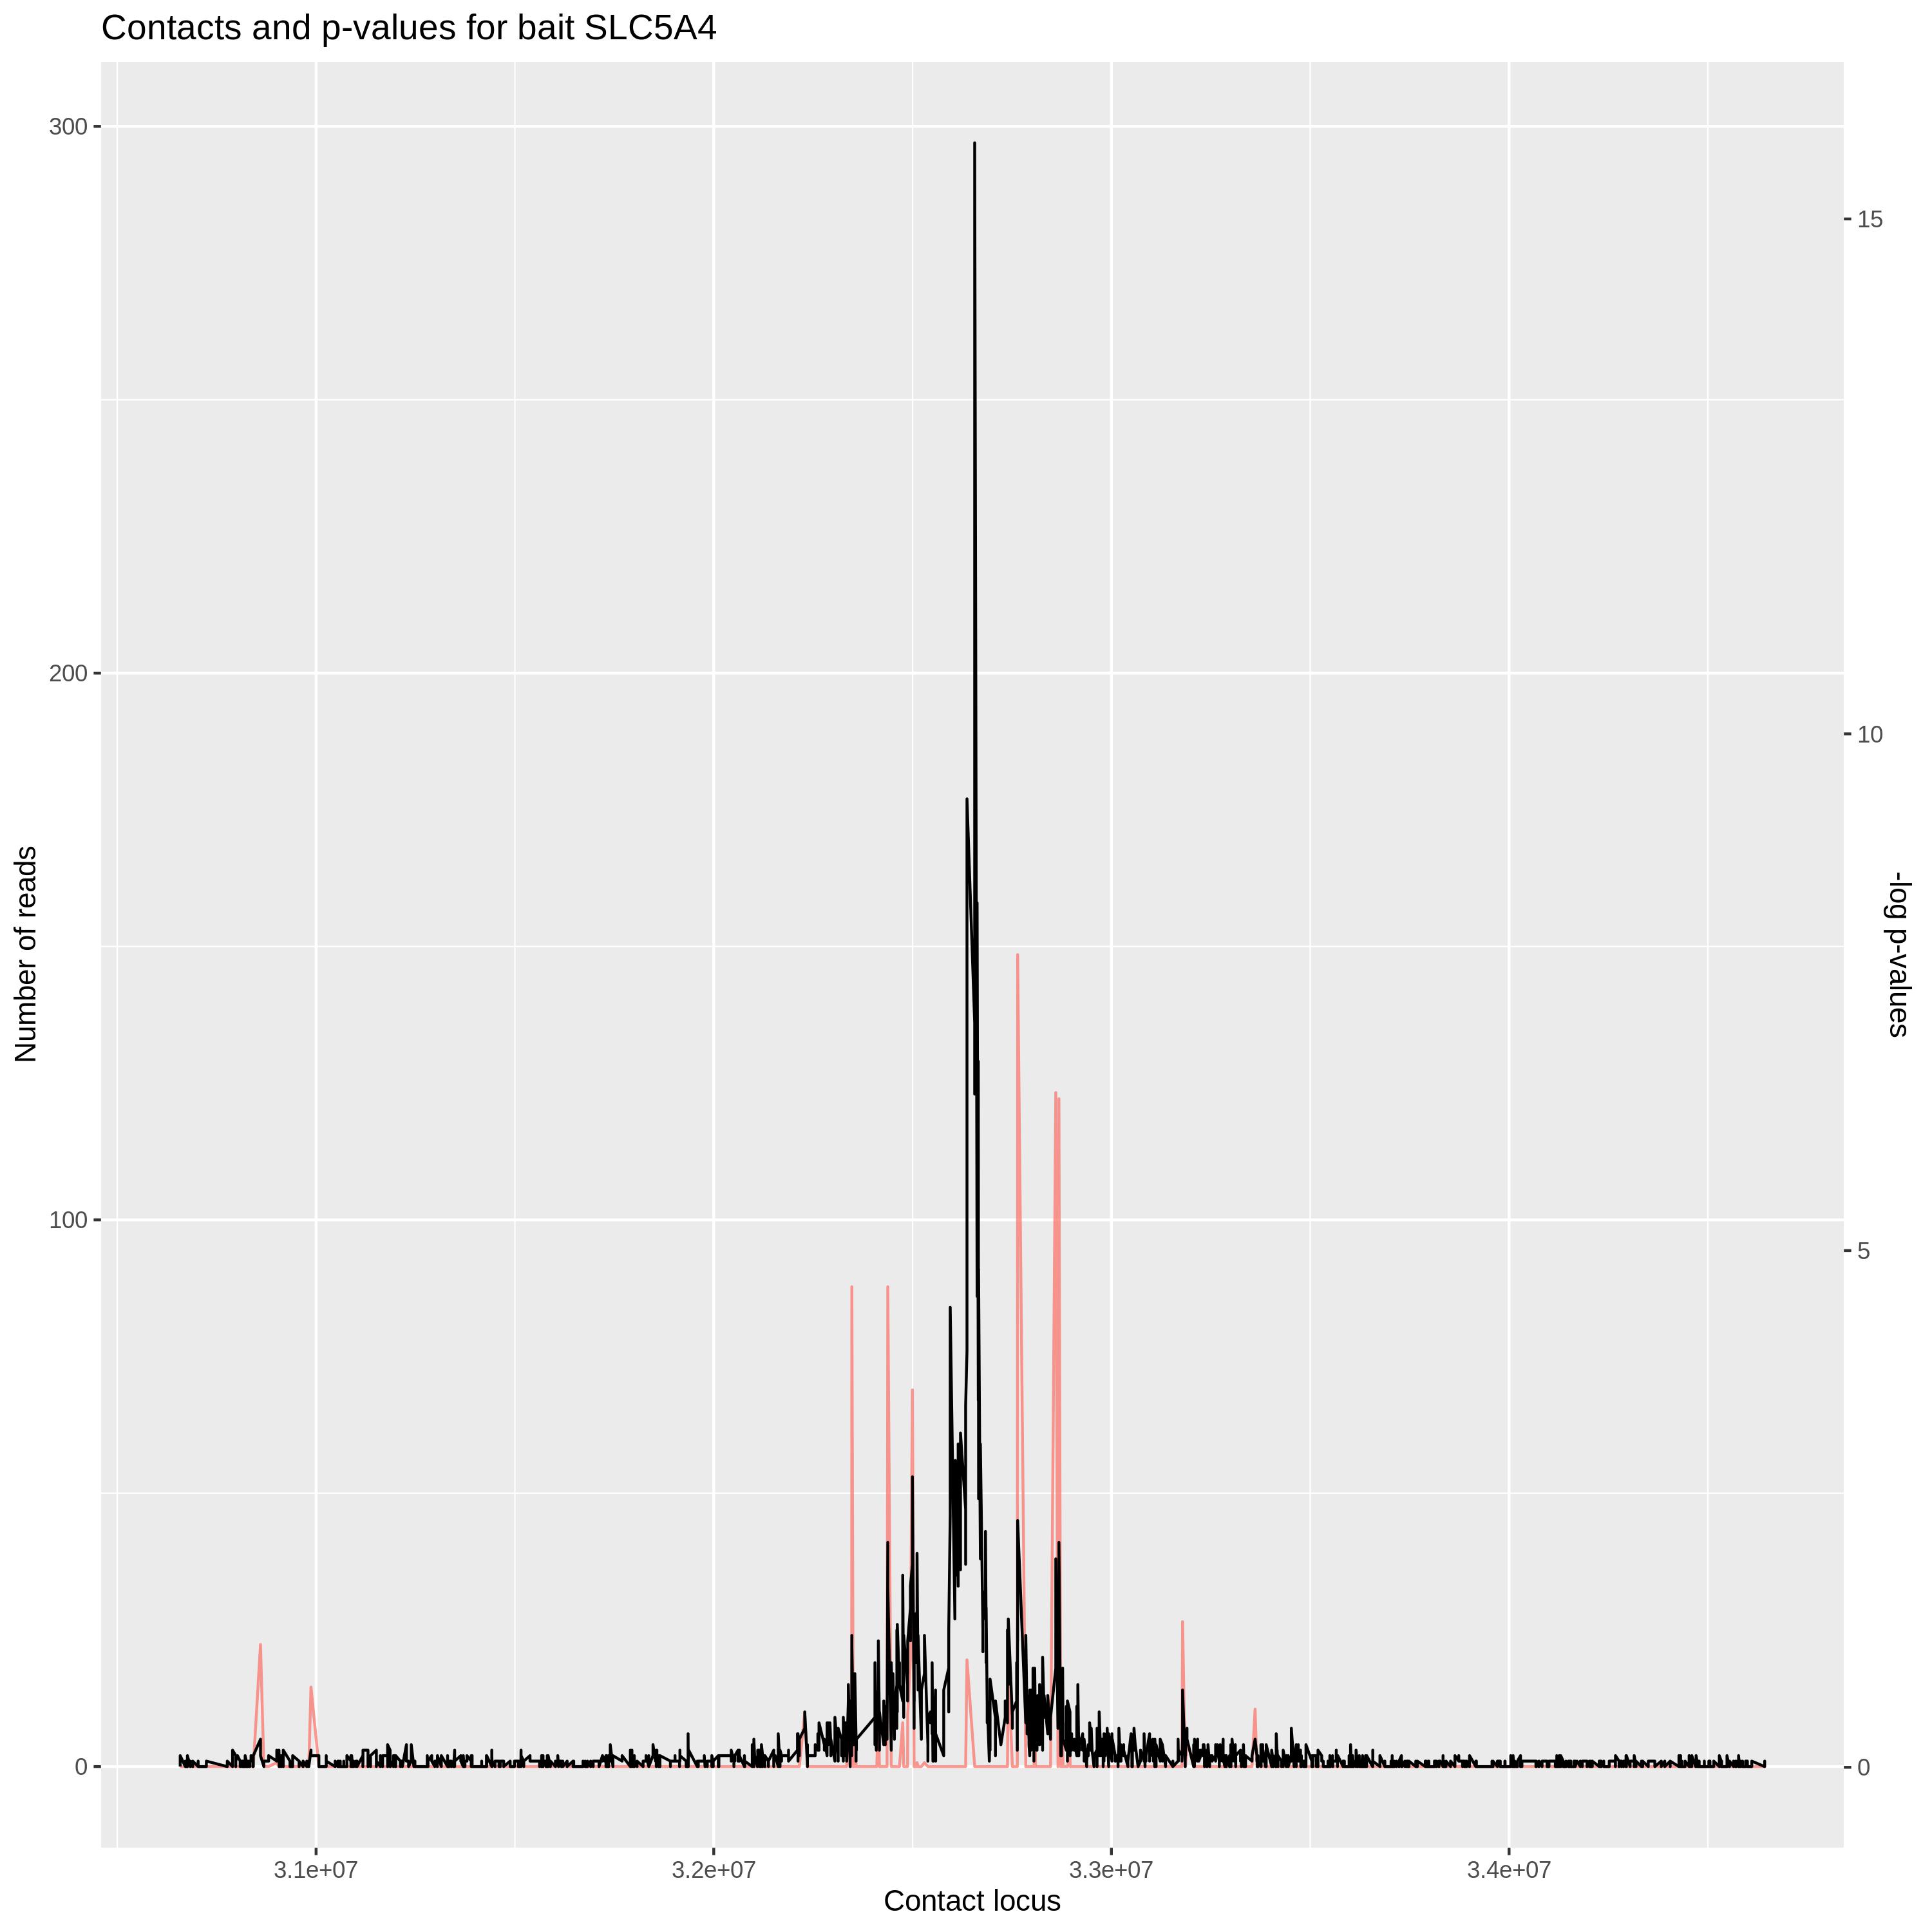 Contacts and p-values for bait SLC5A4
300
200
100
0
Number of reads
15
10
5
0
-log p-values
3.1e+07
3.2e+07
3.3e+07
3.4e+07
Contact locus